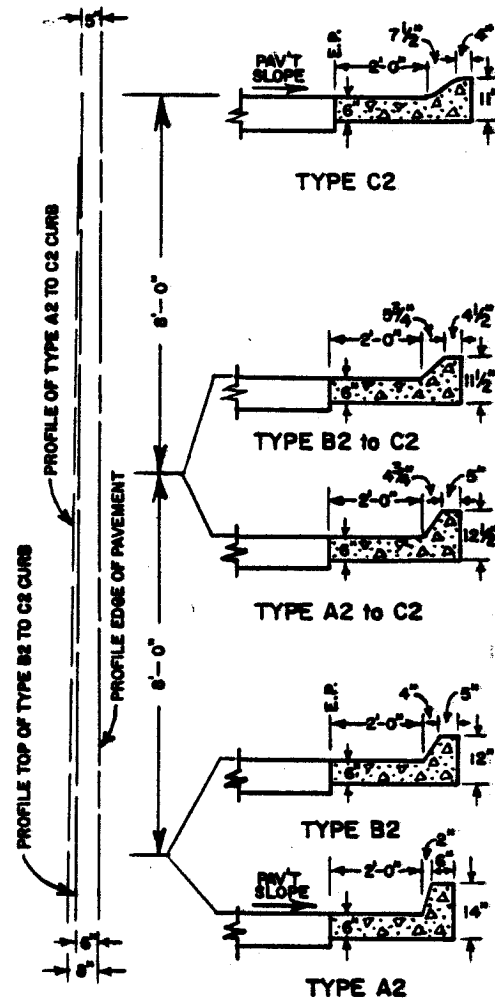 5"
E.P.
7½"
4"
PAV'T
SLOPE
2'-0"
6"
11"
TYPE C2
8'-0"
PROFILE OF TYPE A2 TO C2 CURB
5¾"
4½"
2'-0"
6"
11½"
TYPE B2 to C2
4¾"
5"
2'-0"
6"
12½"
TYPE A2 to C2
PROFILE EDGE OF PAVEMENT
PROFILE TOP OF TYPE B2 TO C2 CURB
8'-0"
E.P.
4"
5"
2'-0"
6"
12"
TYPE B2
2"
PAV'T
SLOPE
2'-0"
6"
14"
TYPE A2
6"
8"